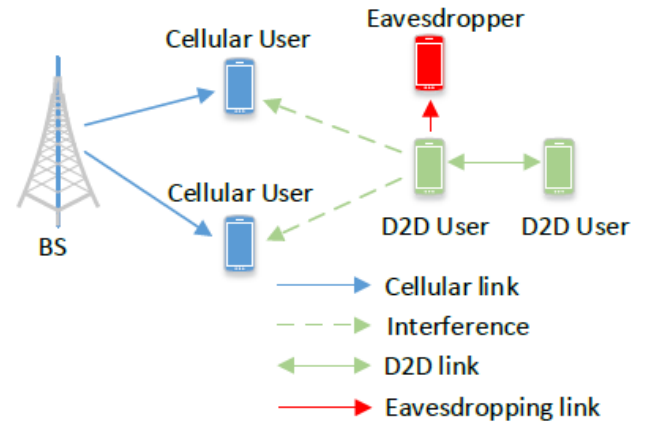 Eavesdropper
Cellular User
Cellular User
D2D User
D2D User
BS
Cellular link
Interference
D2D link
Eavesdropping link